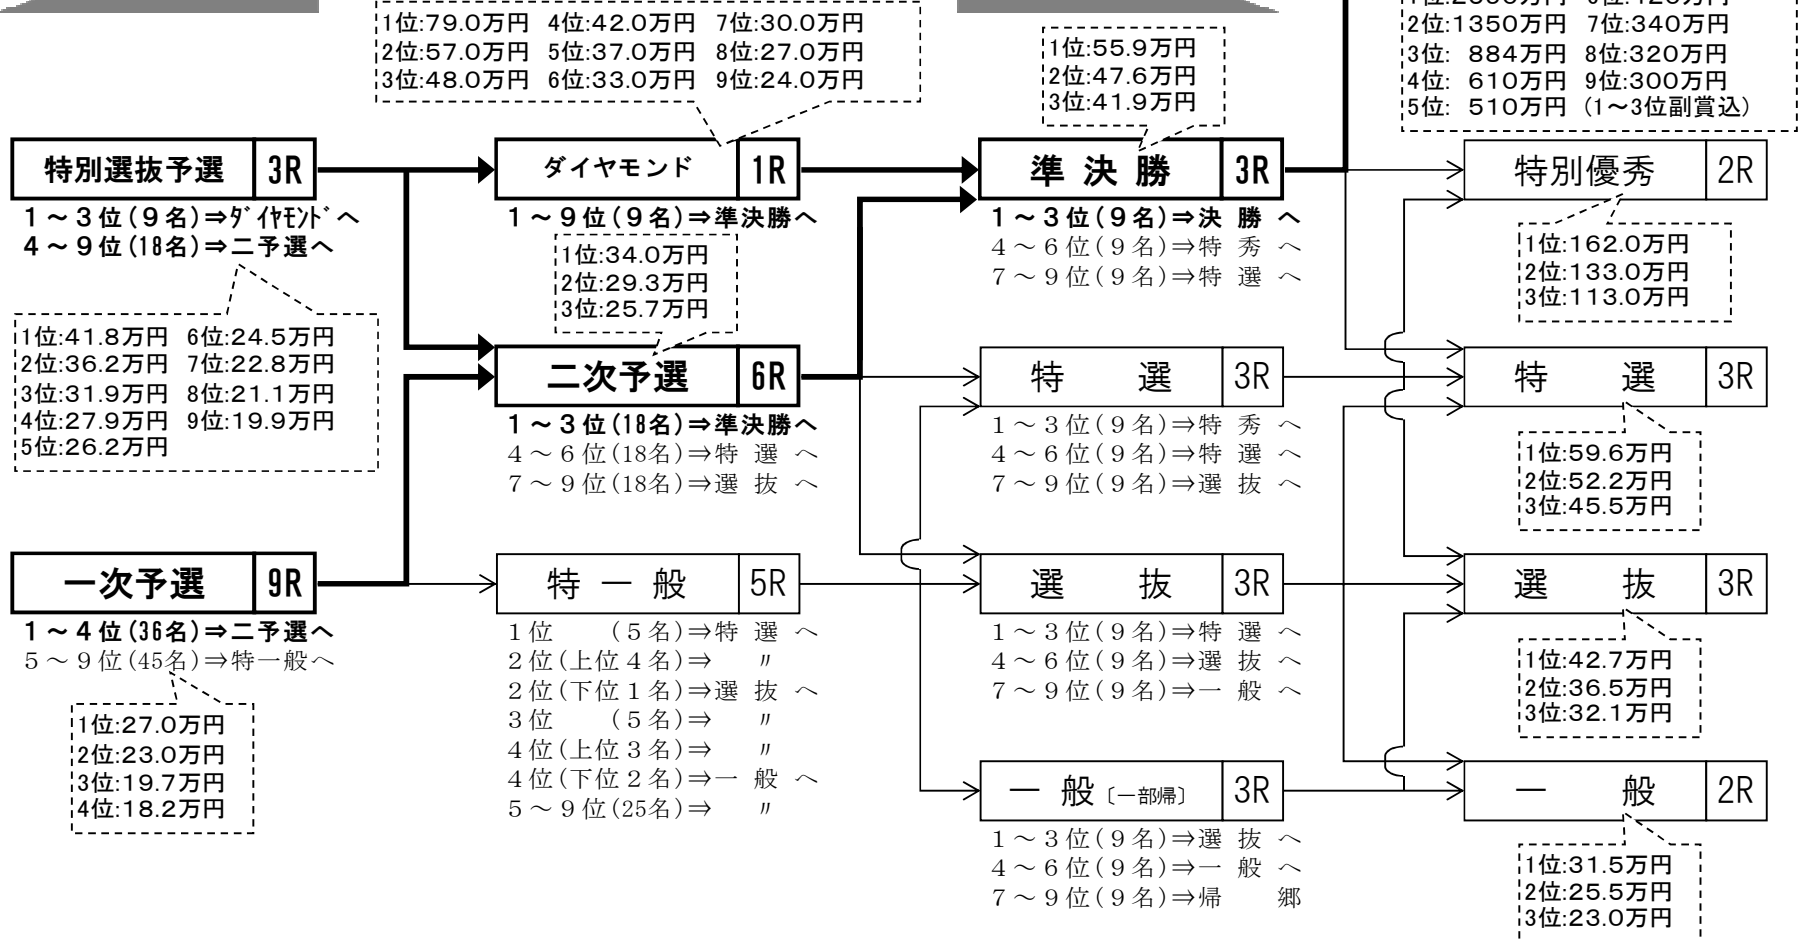 1位:79.0万円 4位:42.0万円 7位:30.0万円
2位:57.0万円 5位:37.0万円 8位:27.0万円
3位:48.0万円 6位:33.0万円 9位:24.0万円
1位:55.9万円
2位:47.6万円
3位:41.9万円
2位:1350万円 7位:340万円
3位: 884万円 8位:320万円
4位: 610万円 9位:300万円
5位: 510万円 (1～3位副賞込)
特別選抜予選 3R
1～3位(9名)⇒ダイヤモンドへ
4～9位(18名)⇒二予選へ
1位:41.8万円 6位:24.5万円
2位:36.2万円 7位:22.8万円
3位:31.9万円 8位:21.1万円
4位:27.9万円 9位:19.9万円
5位:26.2万円
一次予選 9R
1～4位(36名)⇒二予選へ
5～9位(45名)⇒特一般へ
1位:27.0万円
2位:23.0万円
3位:19.7万円
4位:18.2万円
ダイヤモンド 1R
1～9位(9名)⇒準決勝へ
1位:34.0万円
2位:29.3万円
3位:25.7万円
二次予選 6R
1～3位(18名)⇒準決勝へ
4～6位(18名)⇒特 選 へ
7～9位(18名)⇒選 抜 へ
特 一 般 5R
1位 (5名)⇒特 選 へ
2位(上位4名)⇒ 〃
2位(下位1名)⇒選 抜 へ
3位 (5名)⇒ 〃
4位(上位3名)⇒ 〃
4位(下位2名)⇒一 般 へ
5～9位(25名)⇒ 〃
準 決 勝 3R
1～3位(9名)⇒決 勝 へ
4～6位(9名)⇒特 秀 へ
7～9位(9名)⇒特 選 へ
特 選 3R
1～3位(9名)⇒特 秀 へ
4～6位(9名)⇒特 選 へ
7～9位(9名)⇒選 抜 へ
選 抜 3R
1～3位(9名)⇒特 選 へ
4～6位(9名)⇒選 抜 へ
7～9位(9名)⇒一 般 へ
一 般〔一部帰〕 3R
1～3位(9名)⇒選 抜 へ
4～6位(9名)⇒一 般 へ
7～9位(9名)⇒帰 郷
特別優秀 2R
1位:162.0万円
2位:133.0万円
3位:113.0万円
特 選 3R
1位:59.6万円
2位:52.2万円
3位:45.5万円
選 抜 3R
1位:42.7万円
2位:36.5万円
3位:32.1万円
一 般 2R
1位:31.5万円
2位:25.5万円
3位:23.0万円